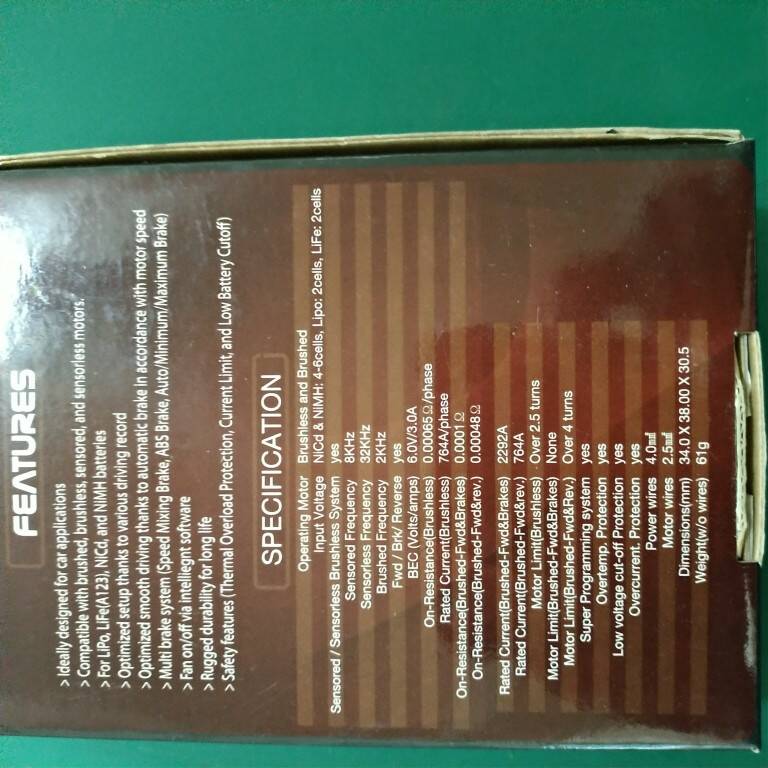 FEATURES
> Ideally designed for car applications
> Compatible with brushed, brushless, sensored, and sensorless motors.
> For LiPo, LiFe(A123), NiCd, and NiMH batteries
> Optimized setup thanks to various driving record
> Optimized smooth driving thanks to automatic brake in accordance with motor speed
> Multi brake system (Speed Mixing Brake, ABS Brake, Auto/Minimum/Maximum Brake)
> Fan on/off via intellegnt software
> Rugged durability for long life
> Safety features (Thermal Overload Protection, Current Limit, and Low Battery Cutoff)
SPECIFICATION
Operating Motor Brushless and Brushed
Input Voltage NiCd & NiMH: 4-6cells, Lipo: 2cells, LiFe: 2cells
Sensored / Sensorless Brushless System yes
Sensored Frequency 8KHz
Sensorless Frequency 32KHz
Brushed Frequency 2KHz
Fwd / Brk/ Reverse yes
BEC (Volts/amps) 6.0V/3.0A
On-Resistance(Brushless) 0.00065Ω/phase
Rated Current(Brushless) 764A/phase
On-Resistance(Brushed-Fwd&Brakes) 0.0001Ω
On-Resistance(Brushed-Fwd&rev.) 0.00048Ω
Rated Current(Brushed-Fwd&Brakes) 2292A
Rated Current(Brushed-Fwd&rev.) 764A
Motor Limit(Brushless) Over 2.5 turns
Motor Limit(Brushed-Fwd&Brakes) None
Motor Limit(Brushed-Fwd&Rev.) Over 4 turns
Super Programming system yes
Overtemp. Protection yes
Low voltage cut-off Protection yes
Overcurrent. Protection yes
Power wires 4.0㎟
Motor wires 2.5㎟
Dimensions(mm) 34.0 X 38.00 X 30.5
Weight(w/o wires) 61g